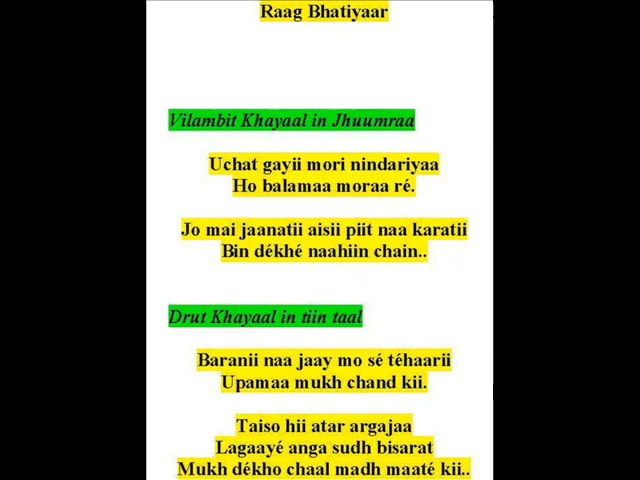 Raag Bhatiyaar
Vilambit Khayaal in Jhuumraa
Uchat gayii mori nindariyaa
Ho balamaa moraa ré.
Jo mai jaanatii aisii piit naa karatii
Bin dékhé naahiin chain..
Drut Khayaal in tiin taal
Baranii naa jaay mo sé téhaarii
Upamaa mukh chand kii.
Taiso hii atar argajaa
Lagaayé anga sudh bisarat
Mukh dékho chaal madh maaté kii..